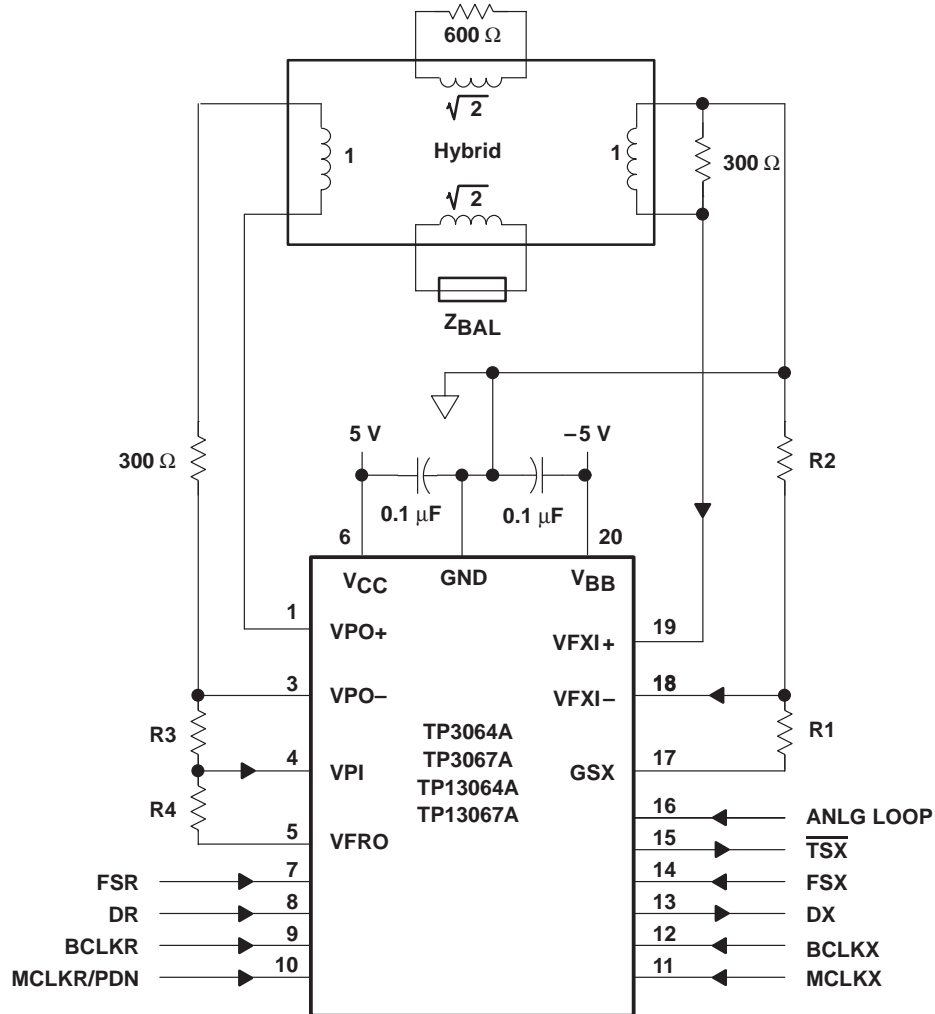 600 Ω
√2
1
Hybrid
1
300 Ω
√2
ZBAL
5 V
–5 V
300 Ω
R2
0.1 μF
0.1 μF
6
20
VCC
GND
VBB
1
VPO+
19
VFXI+
3
VPO–
18
VFXI–
R3
TP3064A
TP3067A
TP13064A
TP13067A
R1
4
VPI
17
GSX
R4
5
VFRO
16
ANLG LOOP
15
TSX
FSR
7
14
FSX
DR
8
13
DX
BCLKR
9
12
BCLKX
MCLKR/PDN
10
11
MCLKX